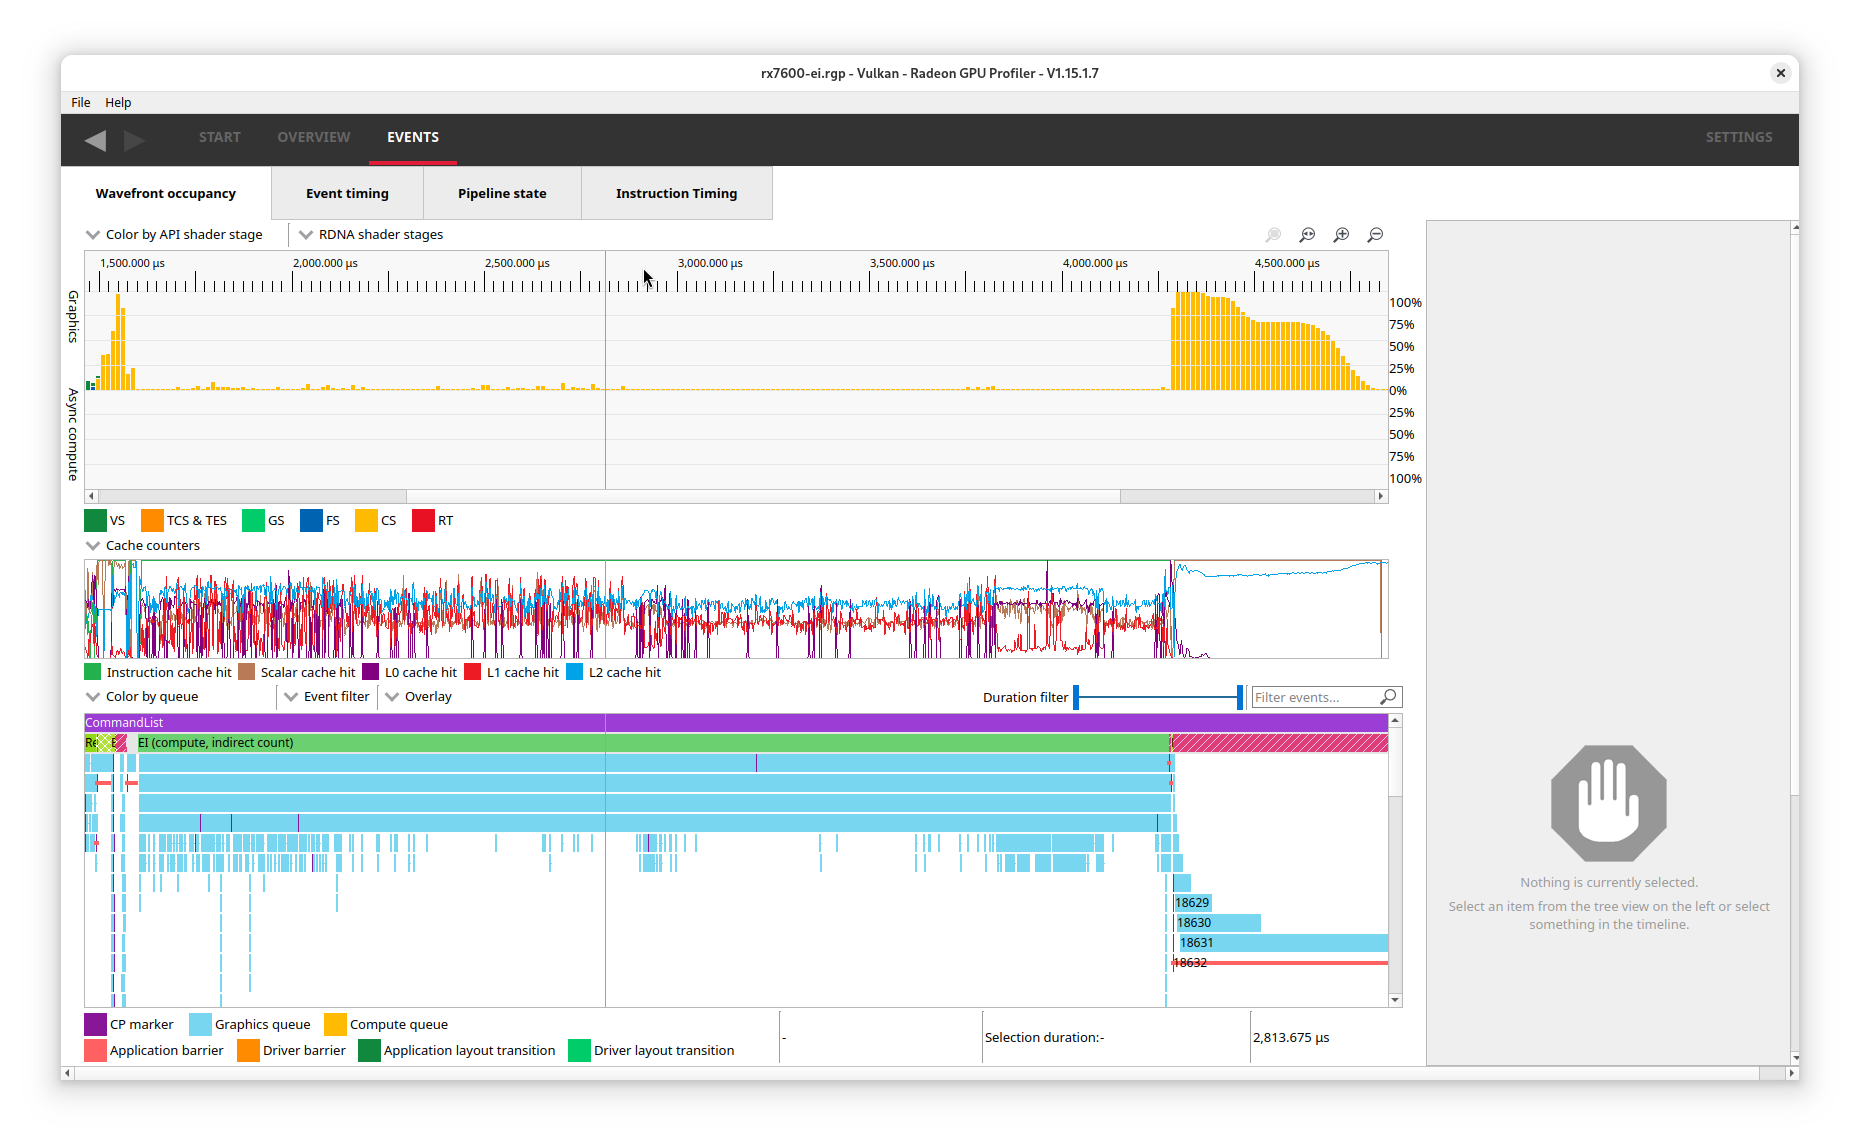 rx7600-ei.rgp - Vulkan - Radeon GPU Profiler - V1.15.1.7
File Help
START OVERVIEW EVENTS SETTINGS
Wavefront occupancy Event timing Pipeline state Instruction Timing
Color by API shader stage RDNA shader stages
1,500.000 µs 2,000.000 µs 2,500.000 µs 3,000.000 µs 3,500.000 µs 4,000.000 µs 4,500.000 µs
Graphics
100%
75%
50%
25%
0%
Async compute
25%
50%
75%
100%
VS TCS & TES GS FS CS RT
Cache counters
Instruction cache hit Scalar cache hit L0 cache hit L1 cache hit L2 cache hit
Color by queue Event filter Overlay Duration filter Filter events...
CommandList
Re E EI (compute, indirect count)
18629
18630
18631
18632
Nothing is currently selected.
Select an item from the tree view on the left or select
something in the timeline.
CP marker Graphics queue Compute queue
Application barrier Driver barrier Application layout transition Driver layout transition
- Selection duration:- 2,813.675 µs